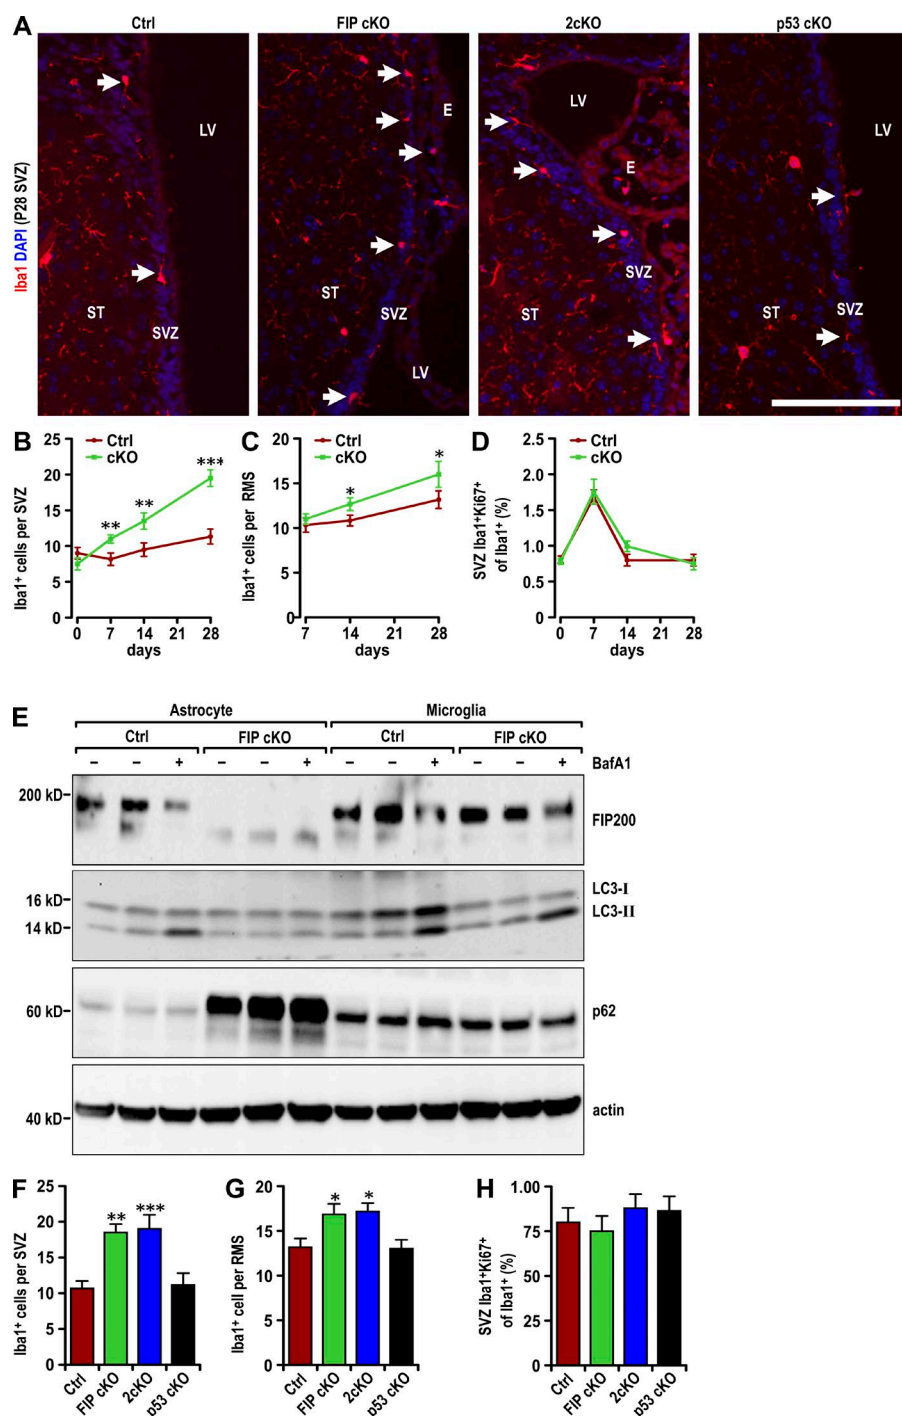 A Ctrl FIP cKO 2cKO p53 cKO
Iba1 DAPI (P28 SVZ)
LV
ST
SVZ
E
ST
SVZ
LV
LV
E
SVZ
ST
LV
SVZ
ST
B
Iba1+ cells per SVZ
25
20
15
10
5
0
Ctrl
cKO
**
**
***
0 7 14 21 28
days
C
Iba1+ cells per RMS
20
15
10
5
0
Ctrl
cKO
*
*
7 14 21 28
days
D
SVZ Iba1+Ki67+
of Iba1+ (%)
2.5
2.0
1.5
1.0
0.5
0
Ctrl
cKO
0 7 14 21 28
days
E
Astrocyte Microglia
Ctrl FIP cKO Ctrl FIP cKO
– – + – – + – – + – – + BafA1
200 kD
FIP200
16 kD
14 kD
LC3-I
LC3-II
60 kD
p62
40 kD
actin
F
Iba1+ cells per SVZ
25
20
15
10
5
0
**
***
Ctrl
FIP cKO
2cKO
p53 cKO
G
Iba1+ cell per RMS
20
15
10
5
0
*
*
Ctrl
FIP cKO
2cKO
p53 cKO
H
SVZ Iba1+Ki67+
of Iba1+ (%)
1.00
75
50
25
0.00
Ctrl
FIP cKO
2cKO
p53 cKO